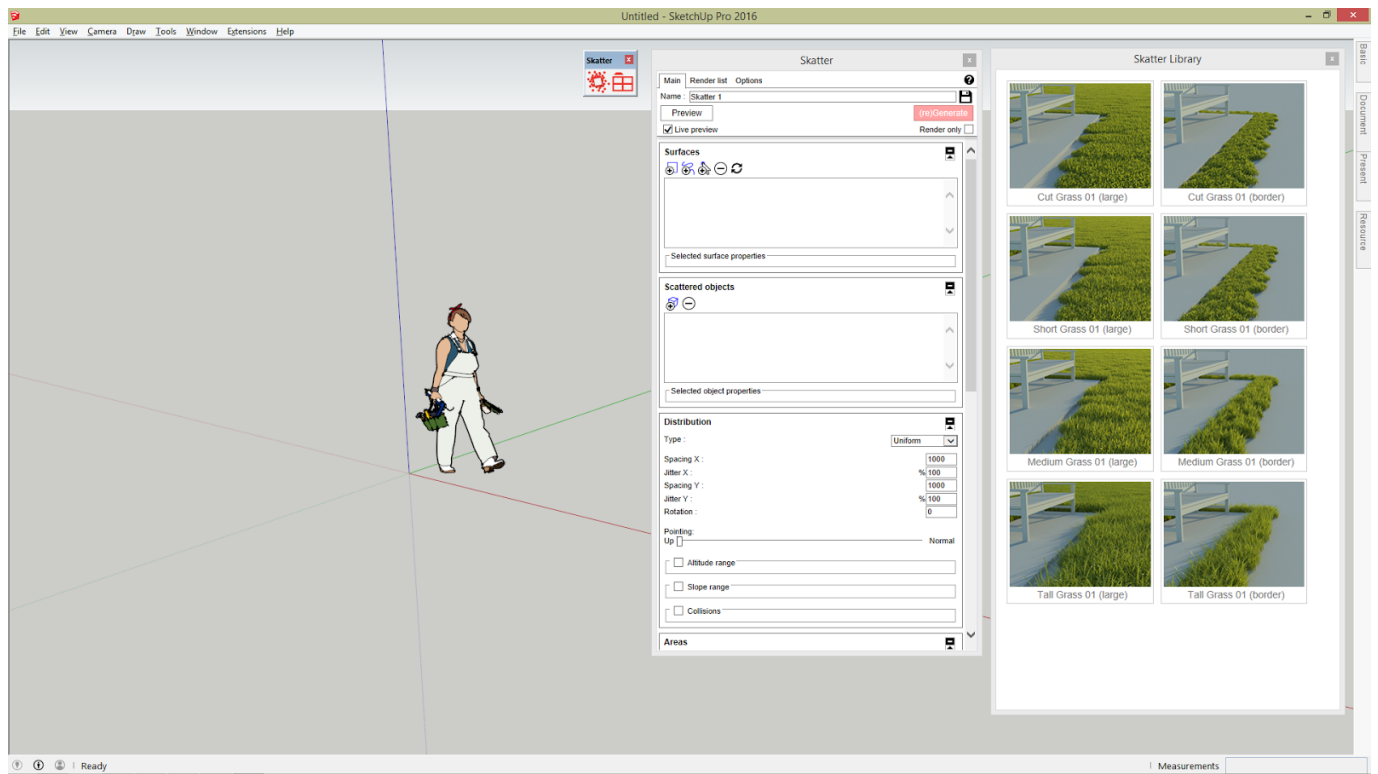 Untitled - SketchUp Pro 2016
File Edit View Camera Draw Tools Window Extensions Help
Skatter
Skatter
Main Render list Options
Name : Skatter 1
Preview (re)Generate
Live preview Render only
Surfaces
Selected surface properties
Scattered objects
Selected object properties
Distribution
Type : Uniform
Spacing X : 1000
Jitter X : % 100
Spacing Y : 1000
Jitter Y : % 100
Rotation : 0
Pointing:
Up Normal
Altitude range
Slope range
Collisions
Areas
Skatter Library
Cut Grass 01 (large) Cut Grass 01 (border)
Short Grass 01 (large) Short Grass 01 (border)
Medium Grass 01 (large) Medium Grass 01 (border)
Tall Grass 01 (large) Tall Grass 01 (border)
Basic
Document
Present
Resource
Ready
Measurements